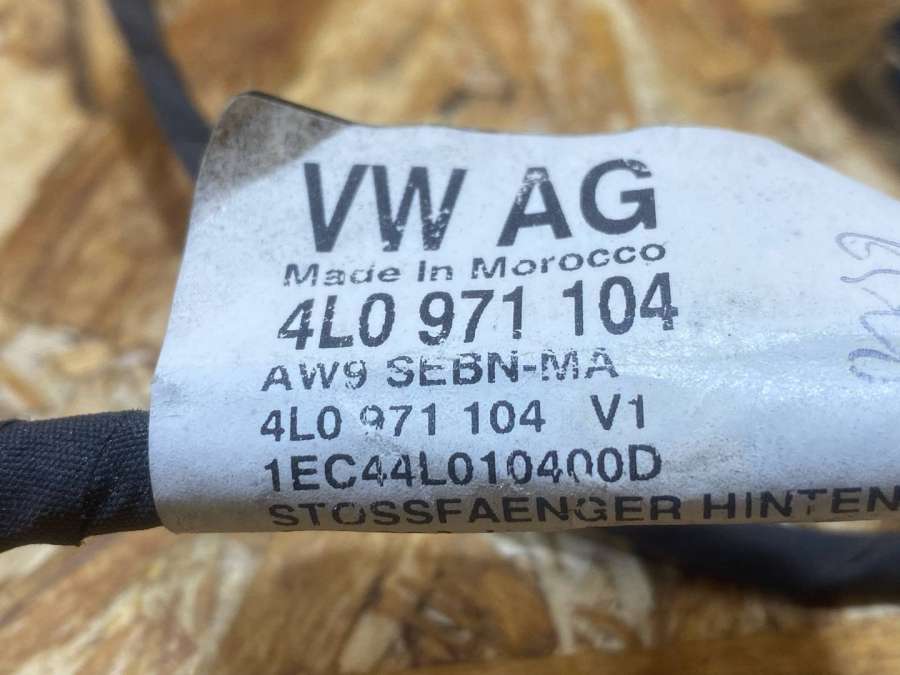 VW AG
Made In Morocco
4L0 971 104
AW9 SEBN-MA
4L0 971 104 V1
1EC44L010400D
STOSSFAENGER HINTEN